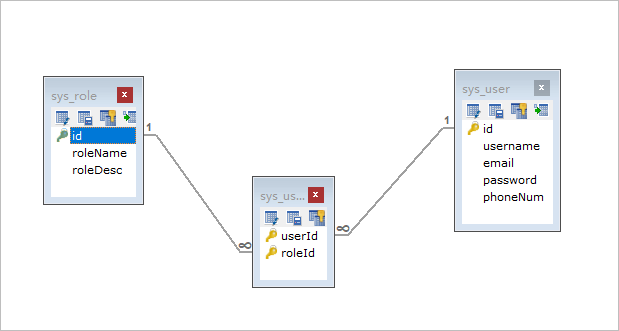 sys_role
id
roleName
roleDesc
1
∞
sys_us...
userId
roleId
∞
1
sys_user
id
username
email
password
phoneNum